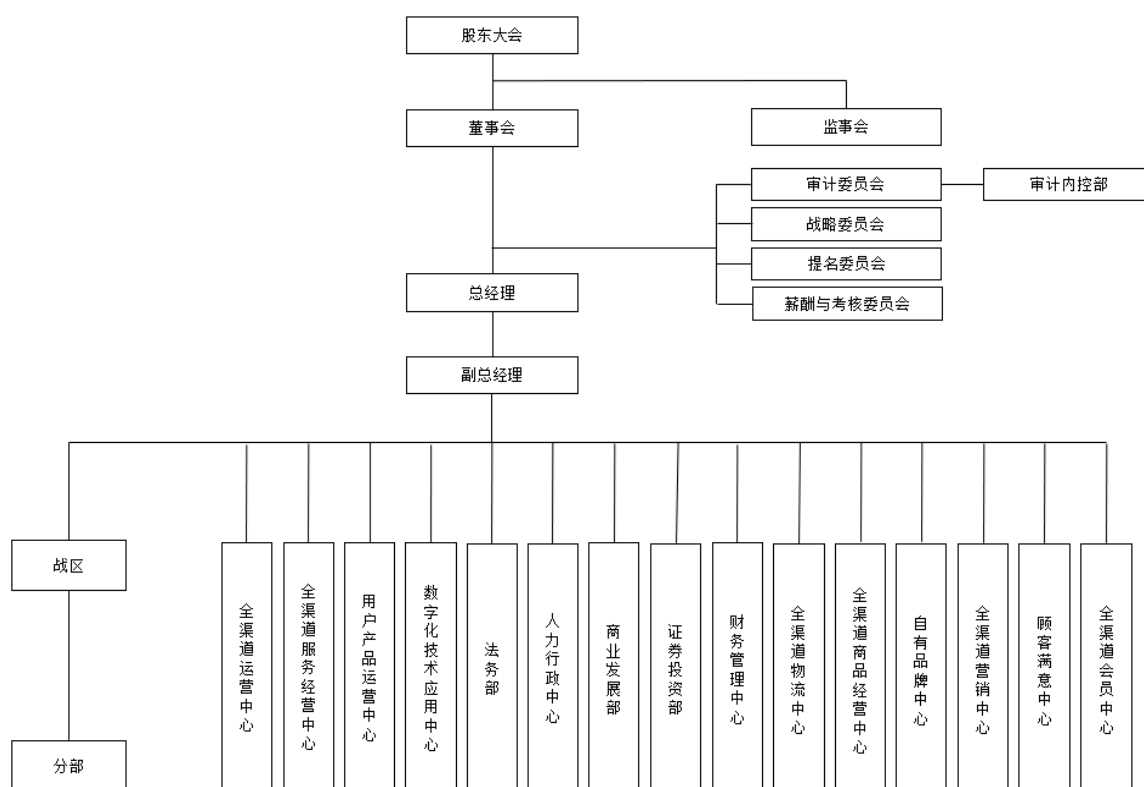 股东大会
董事会
监事会
审计委员会
审计内控部
战略委员会
提名委员会
总经理
薪酬与考核委员会
副总经理
战区
分部
全渠道运营中心
全渠道服务经营中心
用户产品运营中心
数字化技术应用中心
法务部
人力行政中心
商业发展部
证券投资部
财务管理中心
全渠道物流中心
全渠道商品经营中心
自有品牌中心
全渠道营销中心
顾客满意中心
全渠道会员中心